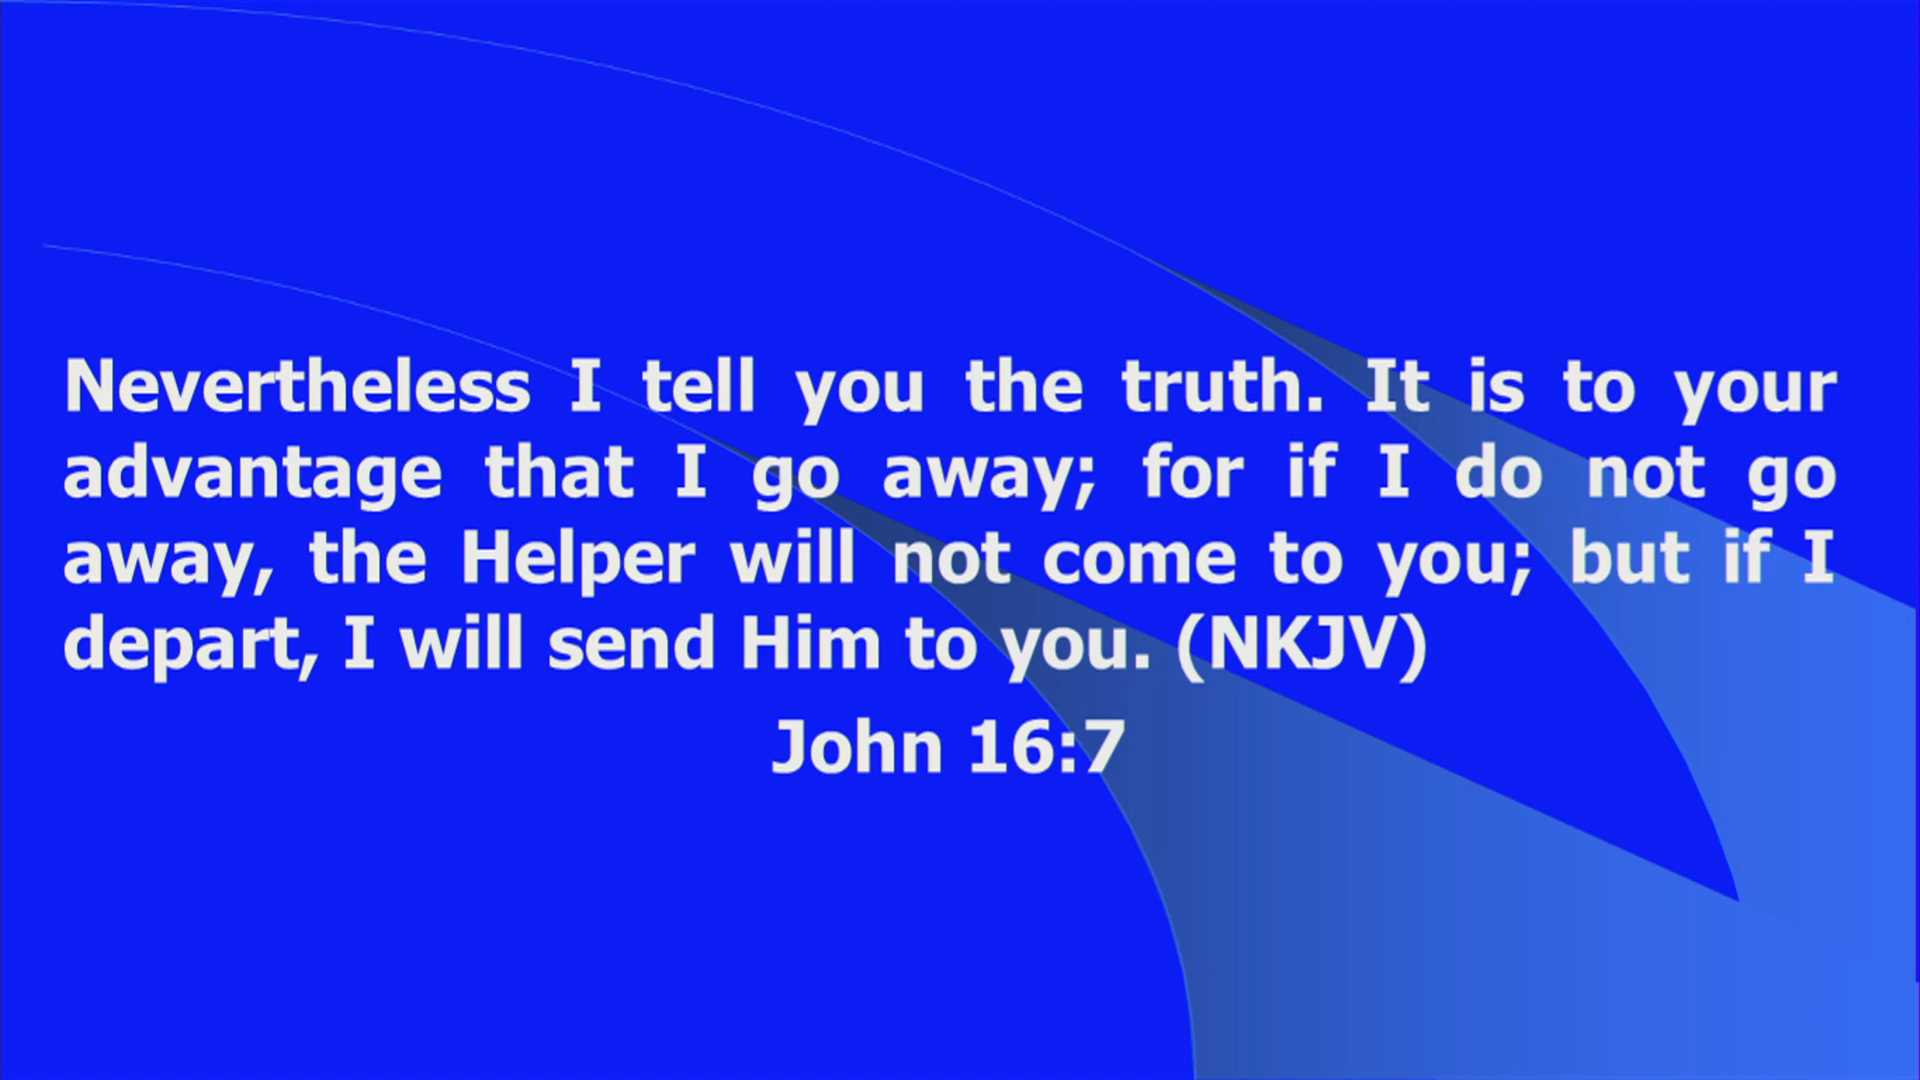 Nevertheless I tell you the truth. It is to your
advantage that I go away; for if I do not go
away, the Helper will not come to you; but if I
depart, I will send Him to you. (NKJV)
John 16:7